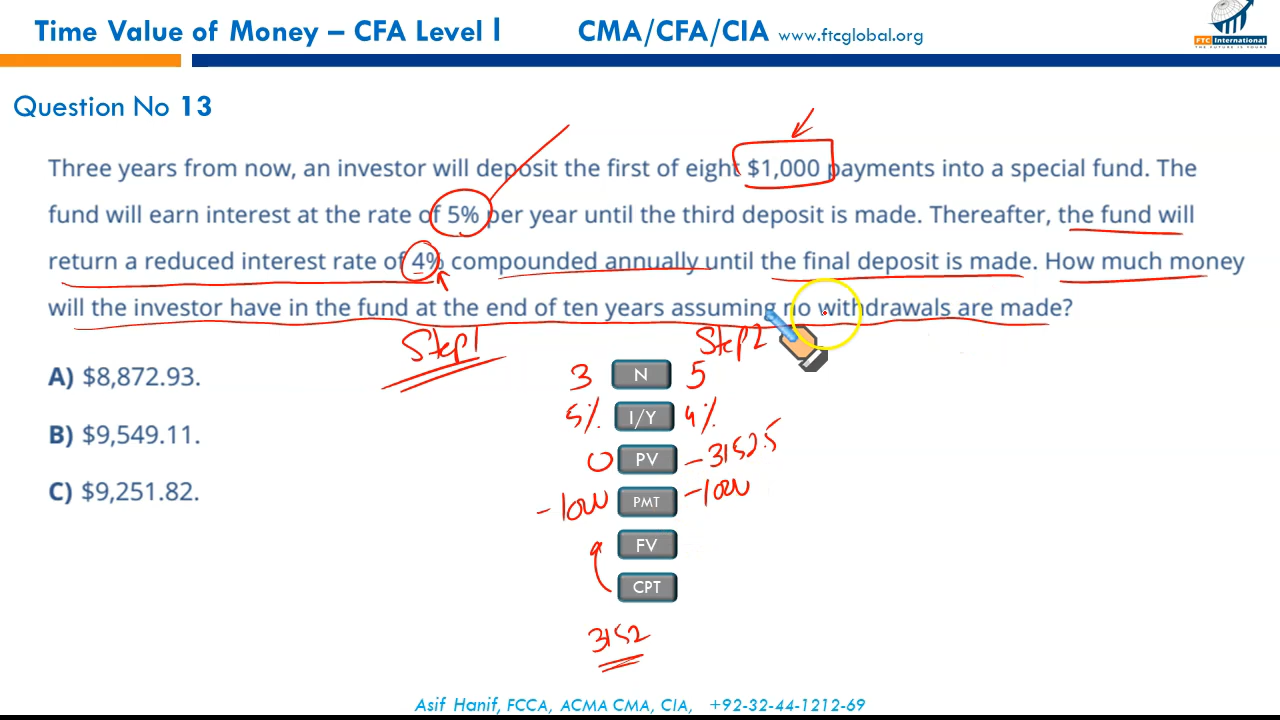 Time Value of Money – CFA Level I CMA/CFA/CIA www.ftcglobal.org
FTC International
THE FUTURE IS YOURS
Question No 13
Three years from now, an investor will deposit the first of eight $1,000 payments into a special fund. The
fund will earn interest at the rate of 5% per year until the third deposit is made. Thereafter, the fund will
return a reduced interest rate of 4% compounded annually until the final deposit is made. How much money
will the investor have in the fund at the end of ten years assuming no withdrawals are made?
Step1 Step2
A) $8,872.93.
B) $9,549.11.
C) $9,251.82.
3 N 5
5% I/Y 4%
0 PV -3152.5
-1000 PMT -1000
FV
CPT
3152
Asif Hanif, FCCA, ACMA CMA, CIA, +92-32-44-1212-69